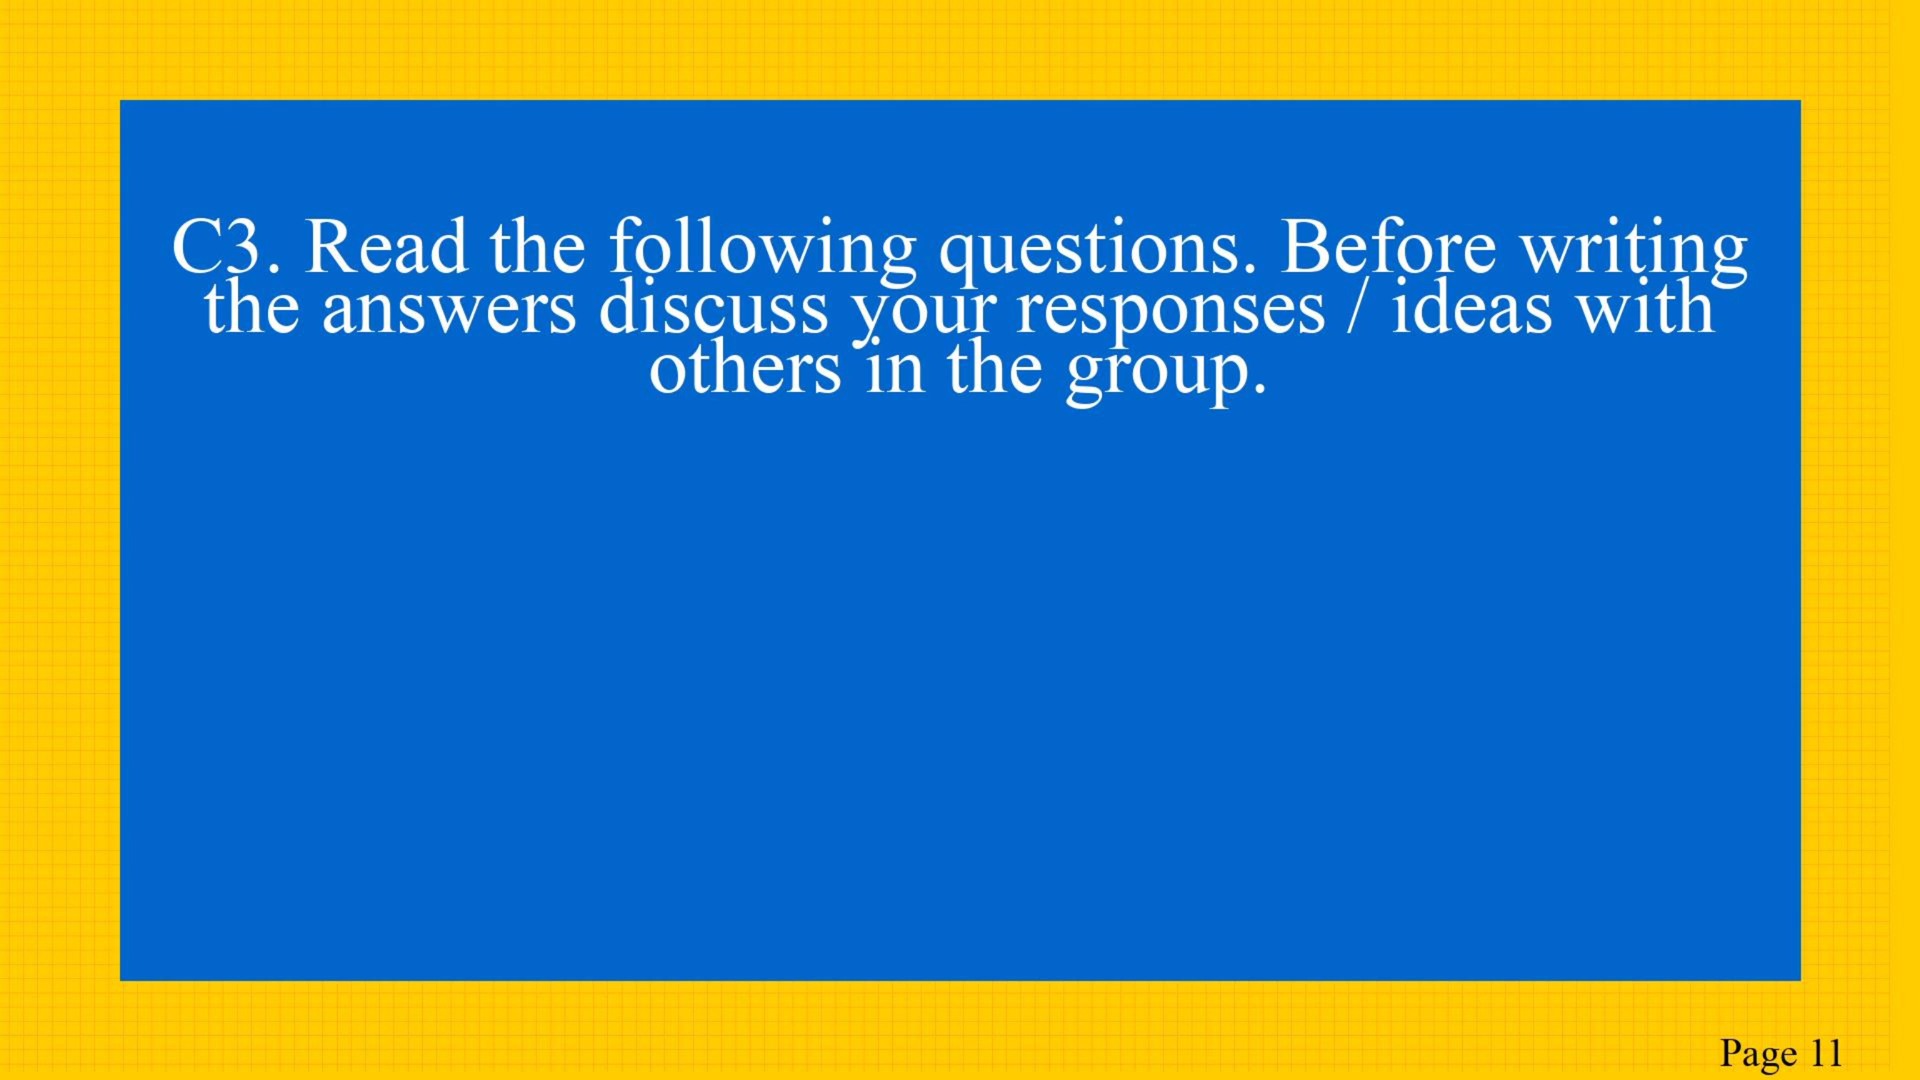 C3. Read the following questions. Before writing
the answers discuss your responses / ideas with
others in the group.
Page 11